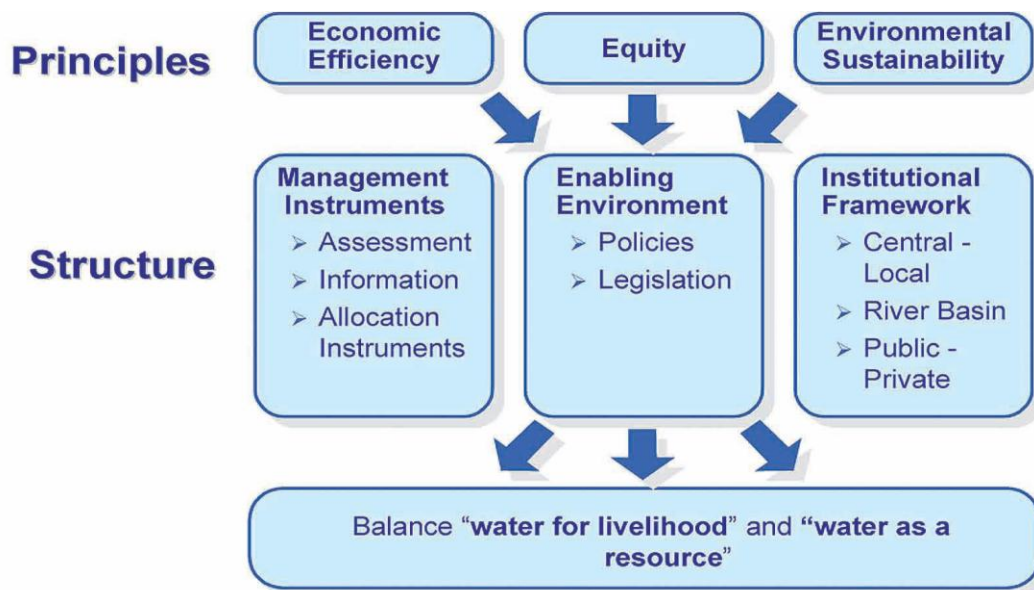 Principles
Economic
Efficiency
Equity
Environmental
Sustainability
Structure
Management
Instruments
➢ Assessment
➢ Information
➢ Allocation
Instruments
Enabling
Environment
➢ Policies
➢ Legislation
Institutional
Framework
➢ Central -
Local
➢ River Basin
➢ Public -
Private
Balance “water for livelihood” and “water as a
resource”